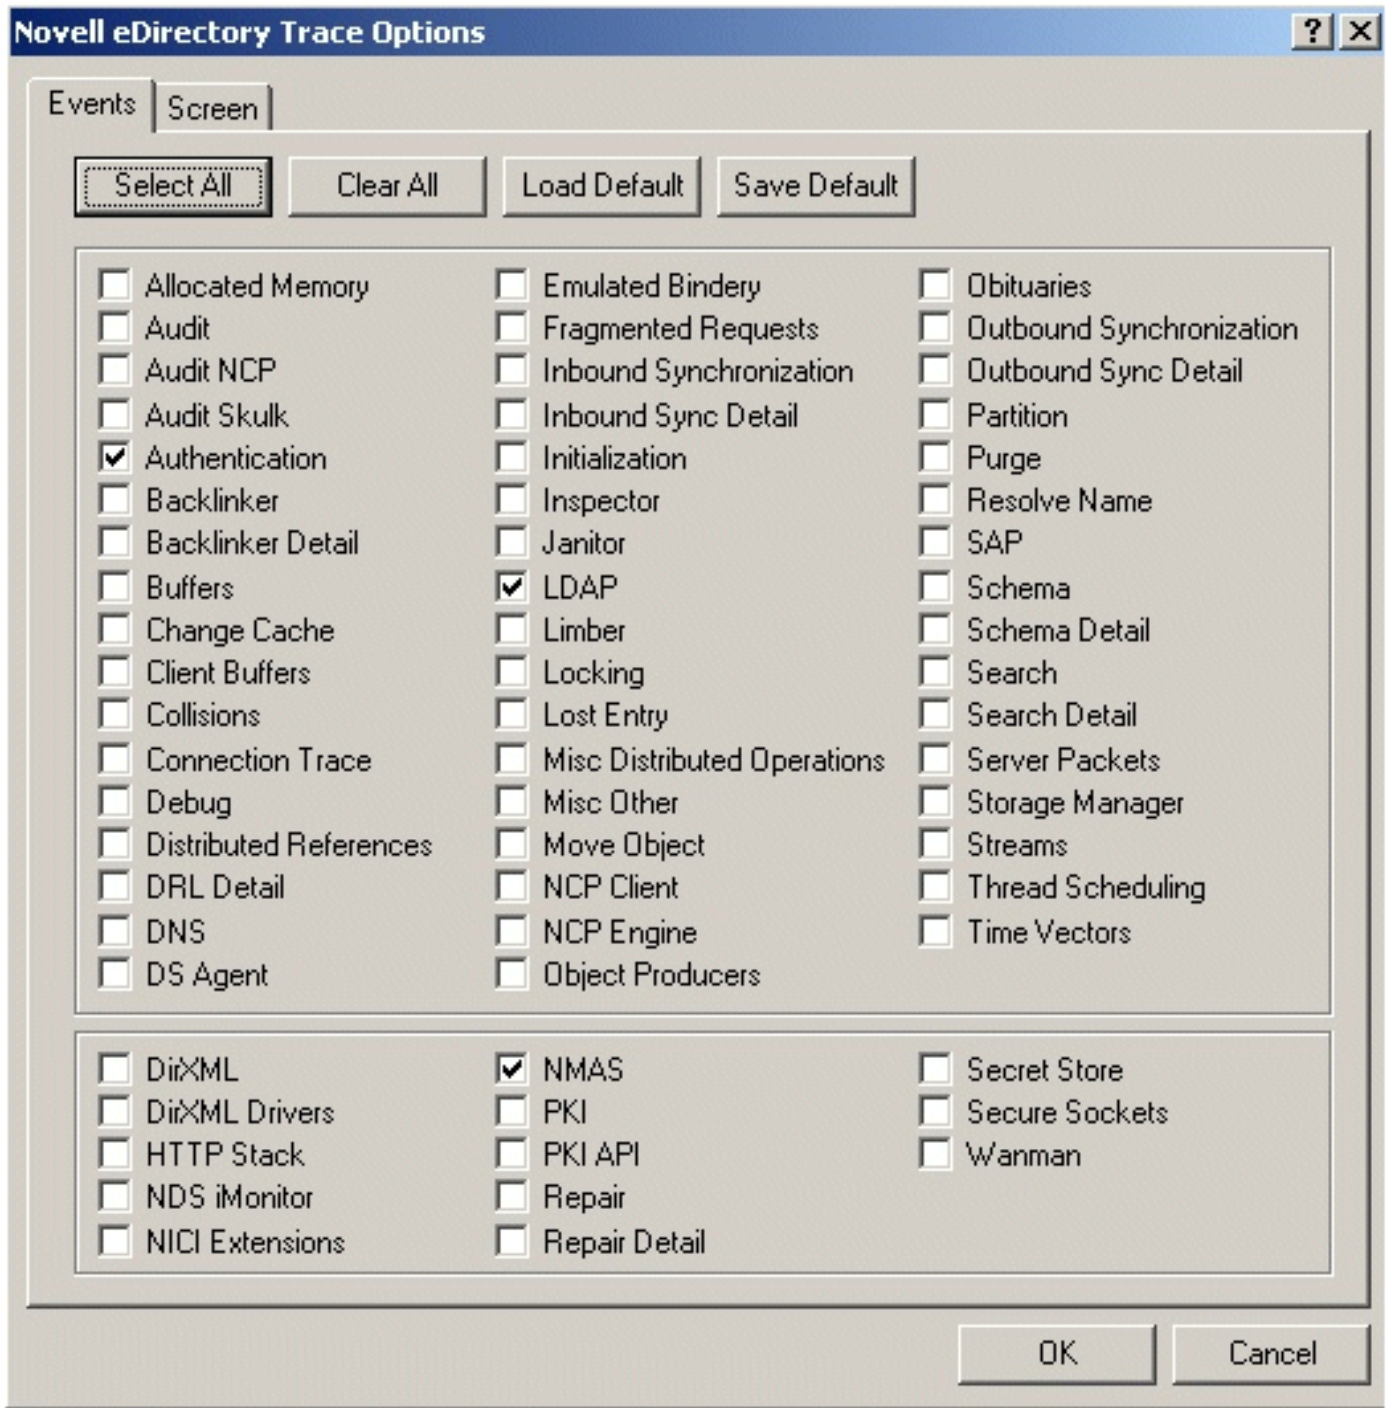 Novell eDirectory Trace Options
Events Screen
Select All Clear All Load Default Save Default
Allocated Memory Emulated Bindery Obituaries
Audit Fragmented Requests Outbound Synchronization
Audit NCP Inbound Synchronization Outbound Sync Detail
Audit Skulk Inbound Sync Detail Partition
Authentication Initialization Purge
Backlinker Inspector Resolve Name
Backlinker Detail Janitor SAP
Buffers LDAP Schema
Change Cache Limber Schema Detail
Client Buffers Locking Search
Collisions Lost Entry Search Detail
Connection Trace Misc Distributed Operations Server Packets
Debug Misc Other Storage Manager
Distributed References Move Object Streams
DRL Detail NCP Client Thread Scheduling
DNS NCP Engine Time Vectors
DS Agent Object Producers
DirXML NMAS Secret Store
DirXML Drivers PKI Secure Sockets
HTTP Stack PKI API Wanman
NDS iMonitor Repair
NICI Extensions Repair Detail
OK Cancel